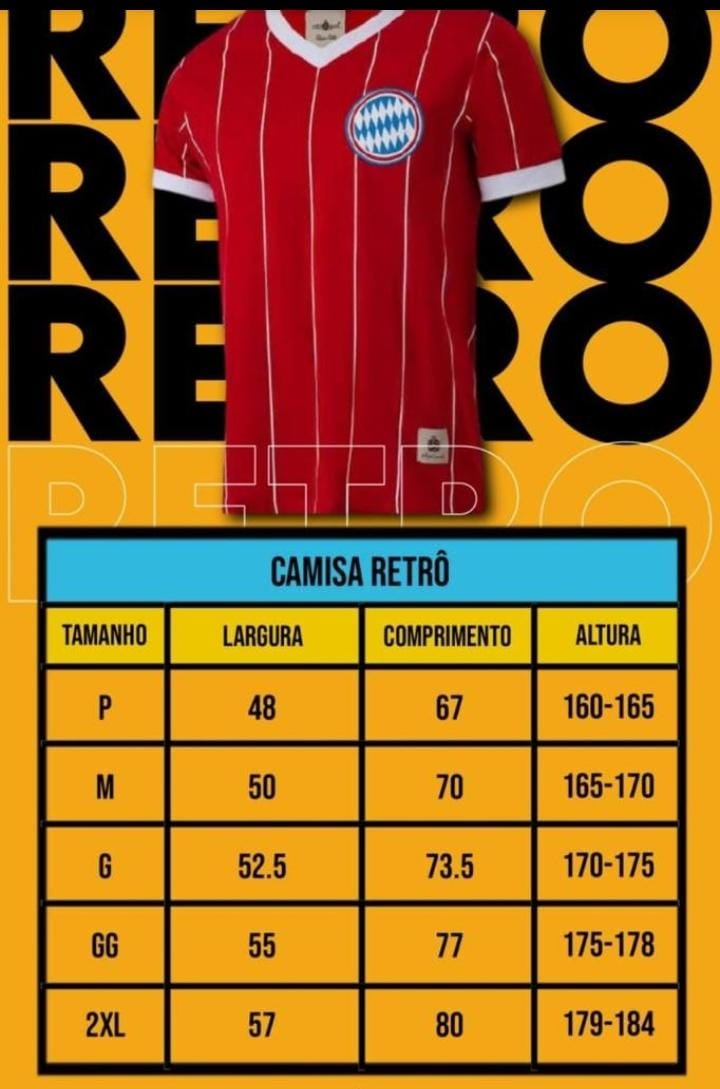 RETRO
RETRO
RETRO
RETRO
CAMISA RETRÔ
TAMANHO LARGURA COMPRIMENTO ALTURA
P 48 67 160-165
M 50 70 165-170
G 52.5 73.5 170-175
GG 55 77 175-178
2XL 57 80 179-184